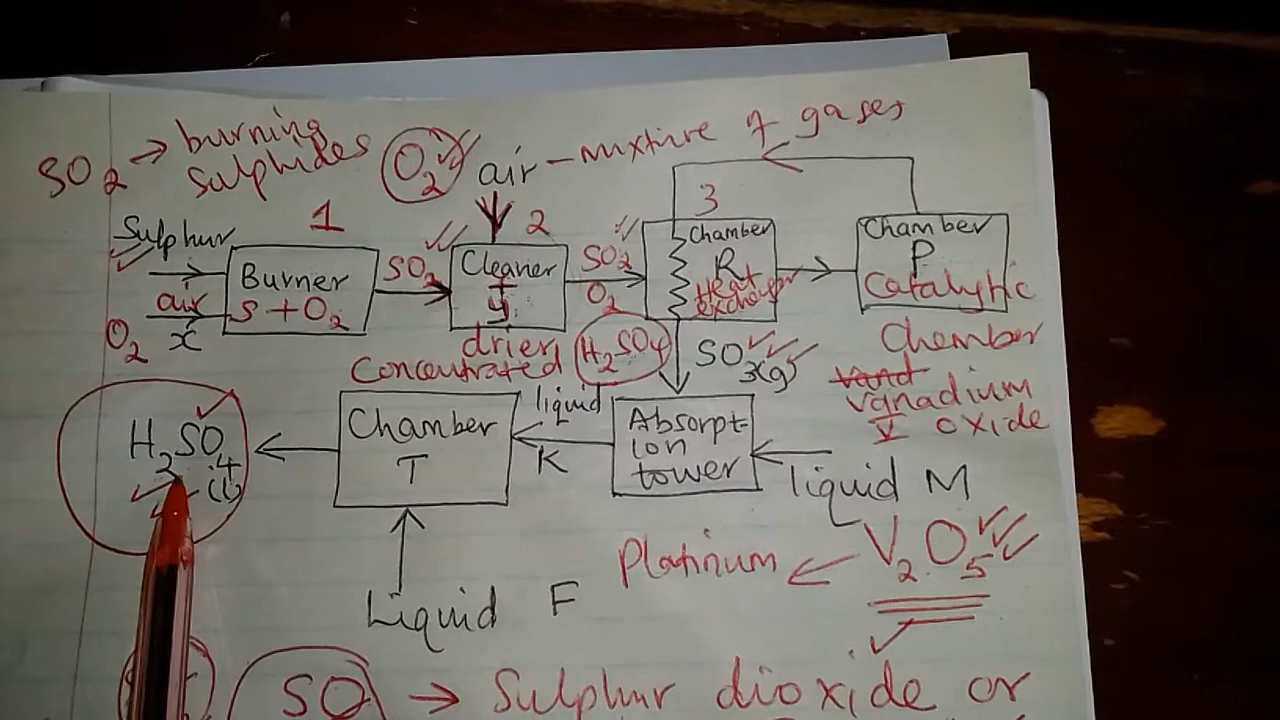 SO2 → burning sulphides
O2 air – mixture of gases
Sulphur
air
O2 x
1
Burner
S + O2
SO2
2
Cleaner
y
drier
Concentrated H2SO4
SO2
O2
3
Chamber
R
Heat exchanger
Chamber
P
Catalytic
Chamber
vanadium
V oxide
SO3(g)
Absorpt-
ion
tower
liquid M
liquid
K
Chamber
T
Liquid F
H2SO4
(l)
V2O5
Platinum
SO → Sulphur dioxide or